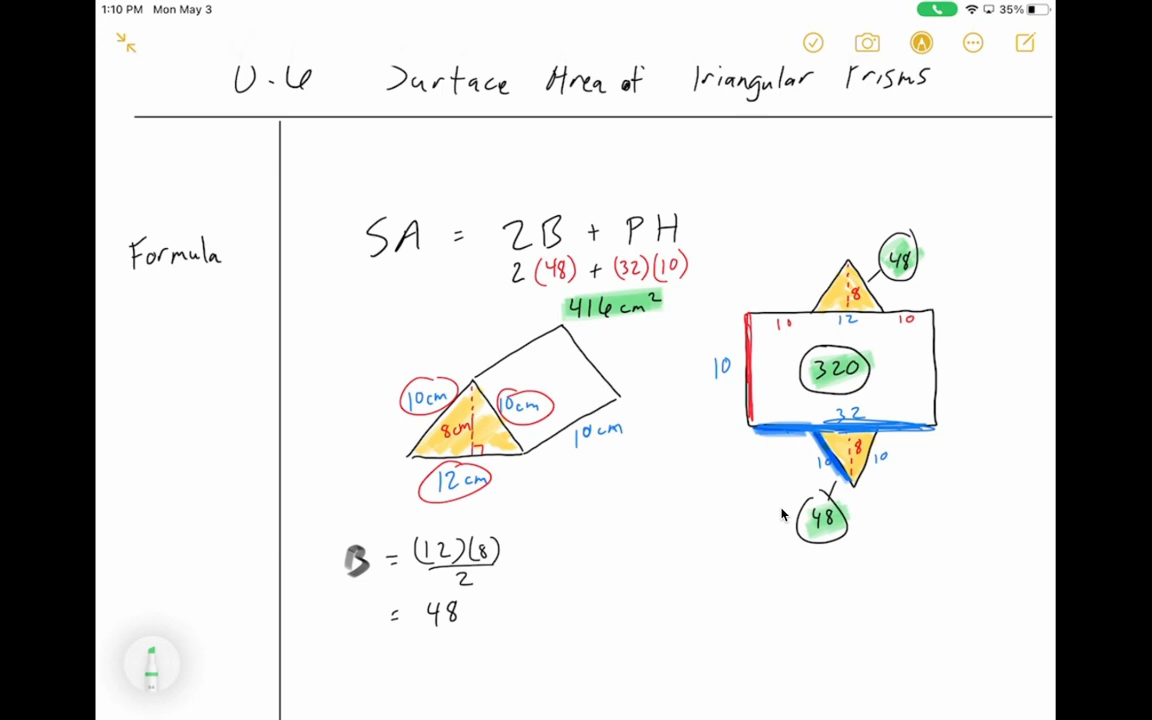 1:10 PM Mon May 3
35%
U.6 Surface Area of Triangular Prisms
Formula
SA = 2B + PH
2 (48) + (32)(10)
416 cm²
48
8
10 12 10
10
320
32
8
10 10
48
10cm
10cm
8cm
10cm
12cm
B = (12)(8)
2
= 48